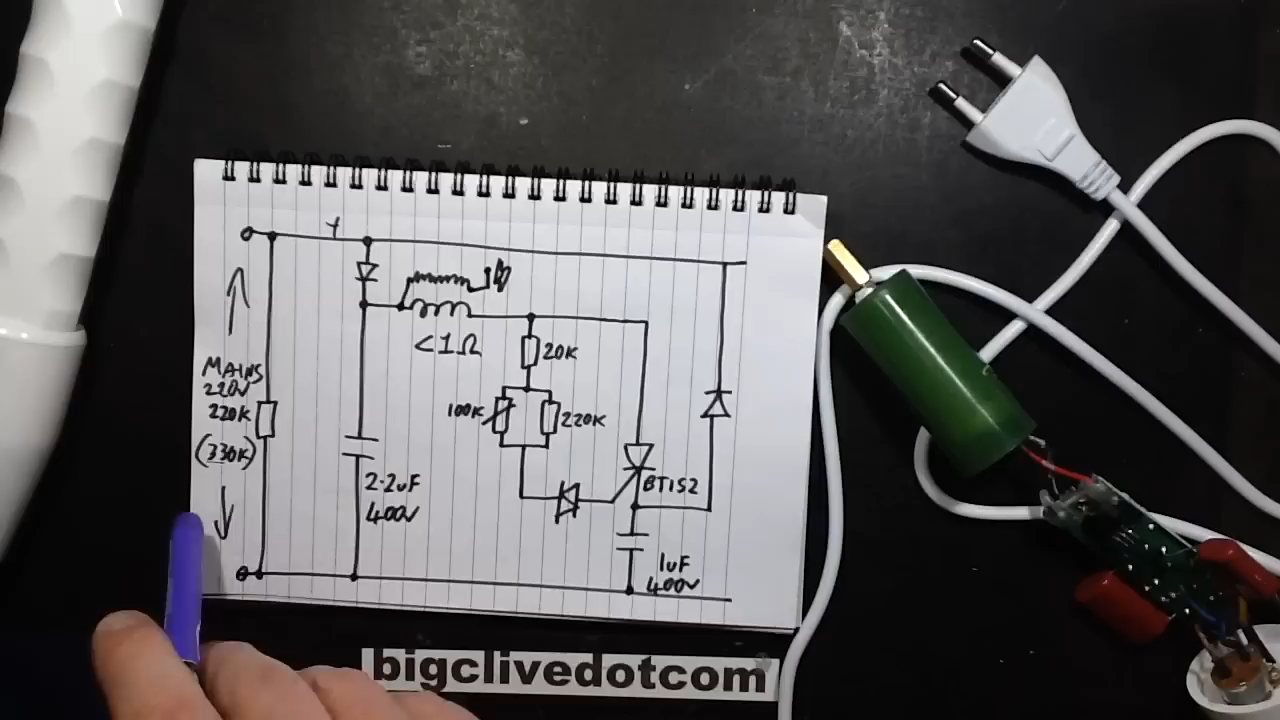 MAINS
220V
220K
(330K)
<1Ω
20K
100K
220K
2.2uF
400V
BT152
1uF
400V
bigclivedotcom